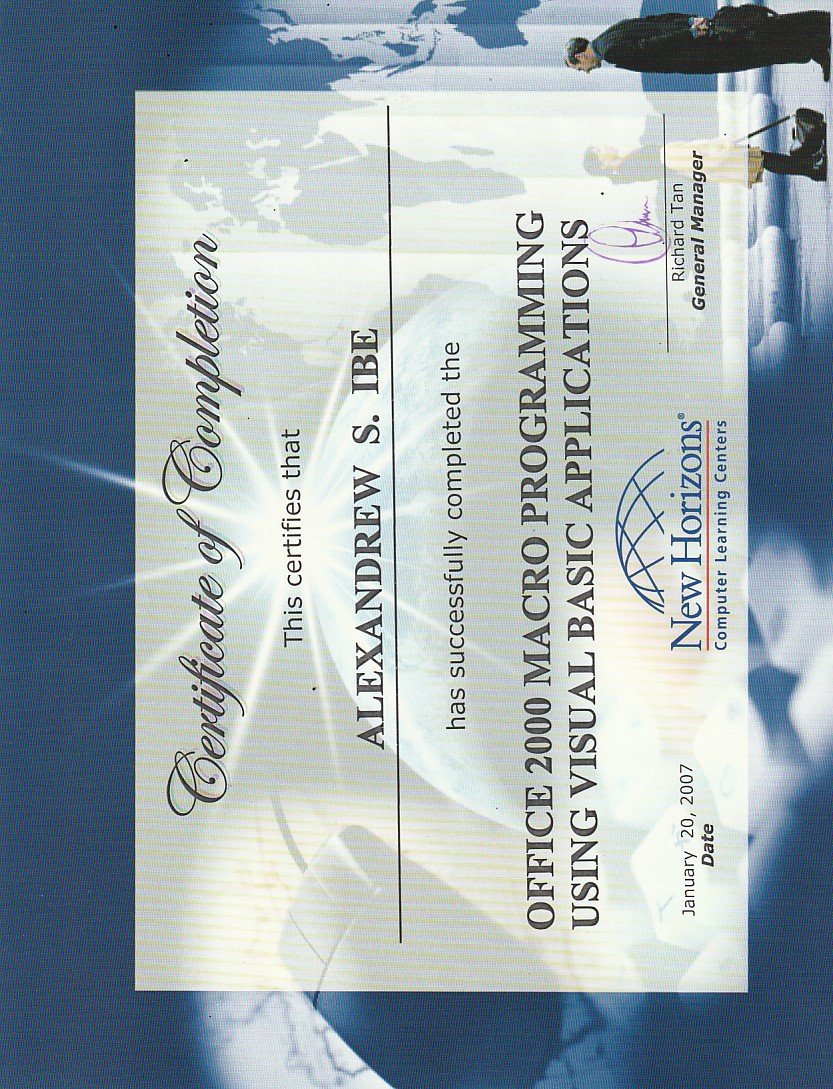 Certificate of Completion
This certifies that
ALEXANDREW S. IBE
has successfully completed the
OFFICE 2000 MACRO PROGRAMMING
USING VISUAL BASIC APPLICATIONS
January 20, 2007
Date
New Horizons®
Computer Learning Centers
Richard Tan
General Manager